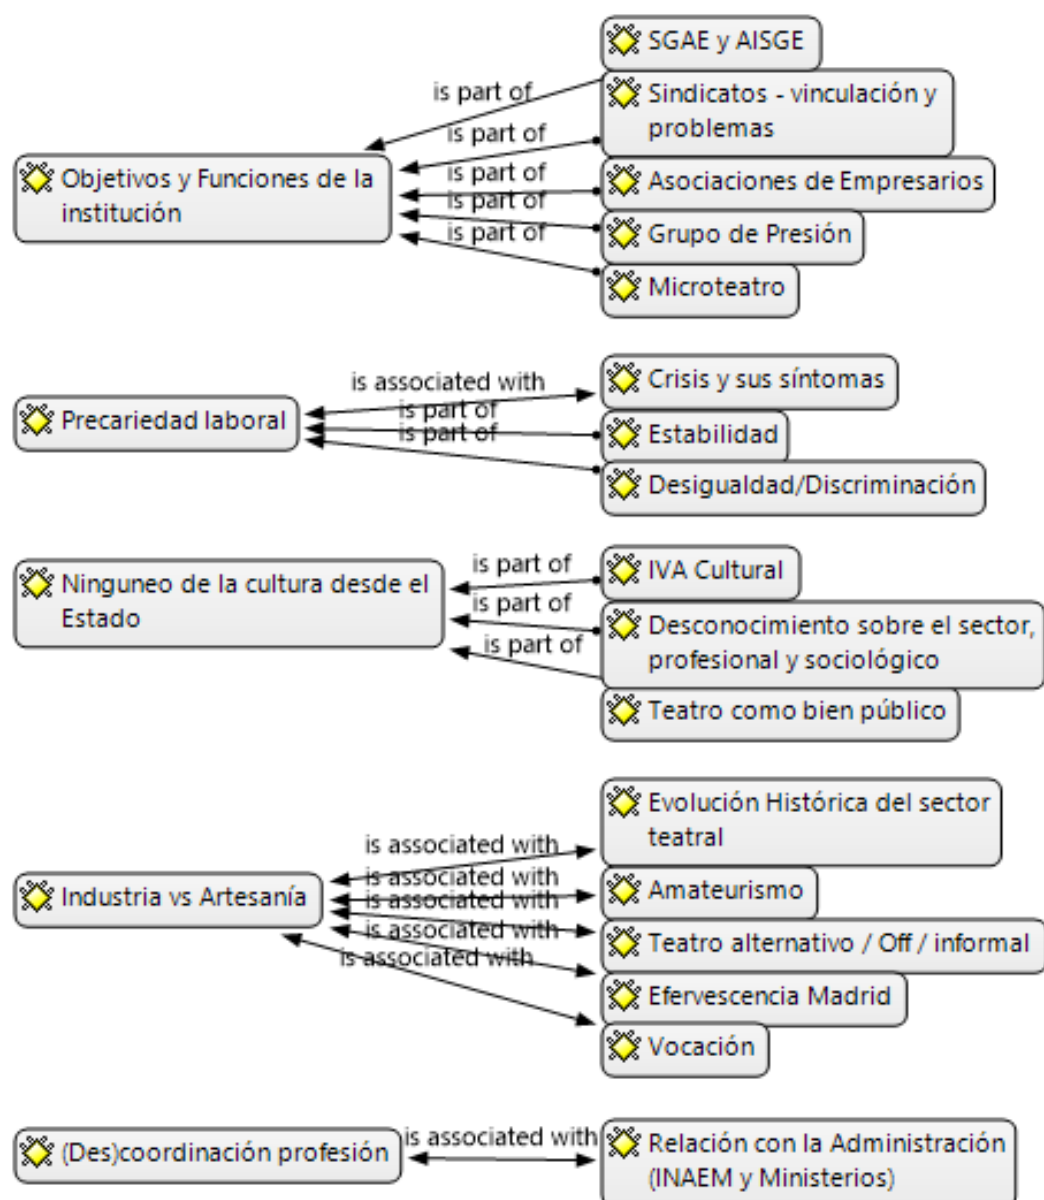 SGAE y AISGE
is part of
Sindicatos - vinculación y
problemas
is part of
Objetivos y Funciones de la
institución
is part of
Asociaciones de Empresarios
is part of
Grupo de Presión
is part of
Microteatro
is associated with
Crisis y sus síntomas
Precariedad laboral
is part of
Estabilidad
is part of
Desigualdad/Discriminación
Ninguneo de la cultura desde el
Estado
is part of
IVA Cultural
is part of
Desconocimiento sobre el sector,
profesional y sociológico
is part of
Teatro como bien público
Evolución Histórica del sector
teatral
is associated with
Industria vs Artesanía
is associated with
Amateurismo
is associated with
Teatro alternativo / Off / informal
is associated with
Efervescencia Madrid
is associated with
Vocación
(Des)coordinación profesión
is associated with
Relación con la Administración
(INAEM y Ministerios)